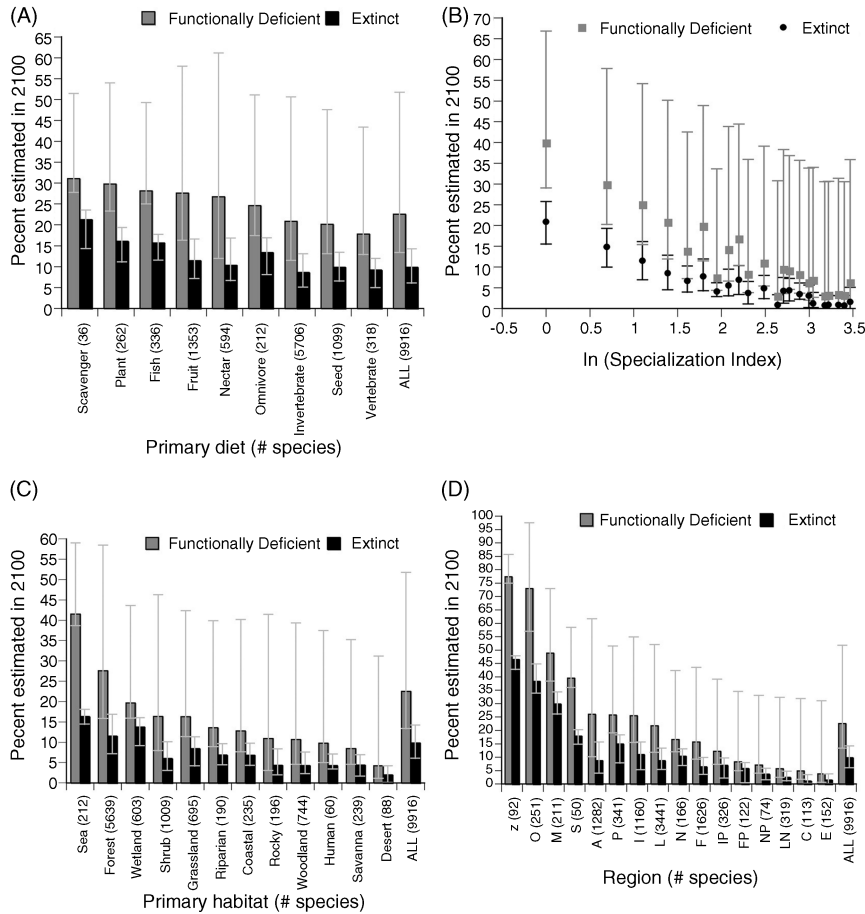 (A)
Functionally Deficient
Extinct
Pecent estimated in 2100
65
60
55
50
45
40
35
30
25
20
15
10
5
0
Scavenger (36)
Plant (262)
Fish (336)
Fruit (1353)
Nectar (594)
Omnivore (212)
Invertebrate (5706)
Seed (1099)
Vertebrate (318)
ALL (9916)
Primary diet (# species)
(B)
Functionally Deficient
Extinct
Pecent estimated in 2100
70
65
60
55
50
45
40
35
30
25
20
15
10
5
0
-0.5 0 0.5 1 1.5 2 2.5 3 3.5
ln (Specialization Index)
(C)
Functionally Deficient
Extinct
Pecent estimated in 2100
60
55
50
45
40
35
30
25
20
15
10
5
0
Sea (212)
Forest (5639)
Wetland (603)
Shrub (1009)
Grassland (695)
Riparian (190)
Coastal (235)
Rocky (196)
Woodland (744)
Human (60)
Savanna (239)
Desert (88)
ALL (9916)
Primary habitat (# species)
(D)
Functionally Deficient
Extinct
Pecent estimated in 2100
100
95
90
85
80
75
70
65
60
55
50
45
40
35
30
25
20
15
10
5
0
z (92)
O (251)
M (211)
S (50)
A (1282)
P (341)
I (1160)
L (3441)
N (166)
F (1626)
IP (326)
FP (122)
NP (74)
LN (319)
C (113)
E (152)
ALL (9916)
Region (# species)